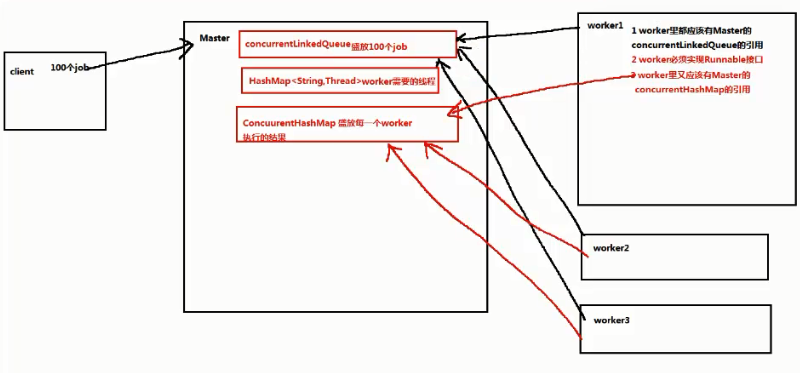 client
100个job
Master
concurrentLinkedQueue盛放100个job
HashMap<String,Thread>worker需要的线程
ConcuurentHashMap 盛放每一个worker
执行的结果
worker1
1 worker里都应该有Master的
concurrentLinkedQueue的引用
2 worker必须实现Runnable接口
3 worker里又应该有Master的
concurrentHashMap的引用
worker2
worker3